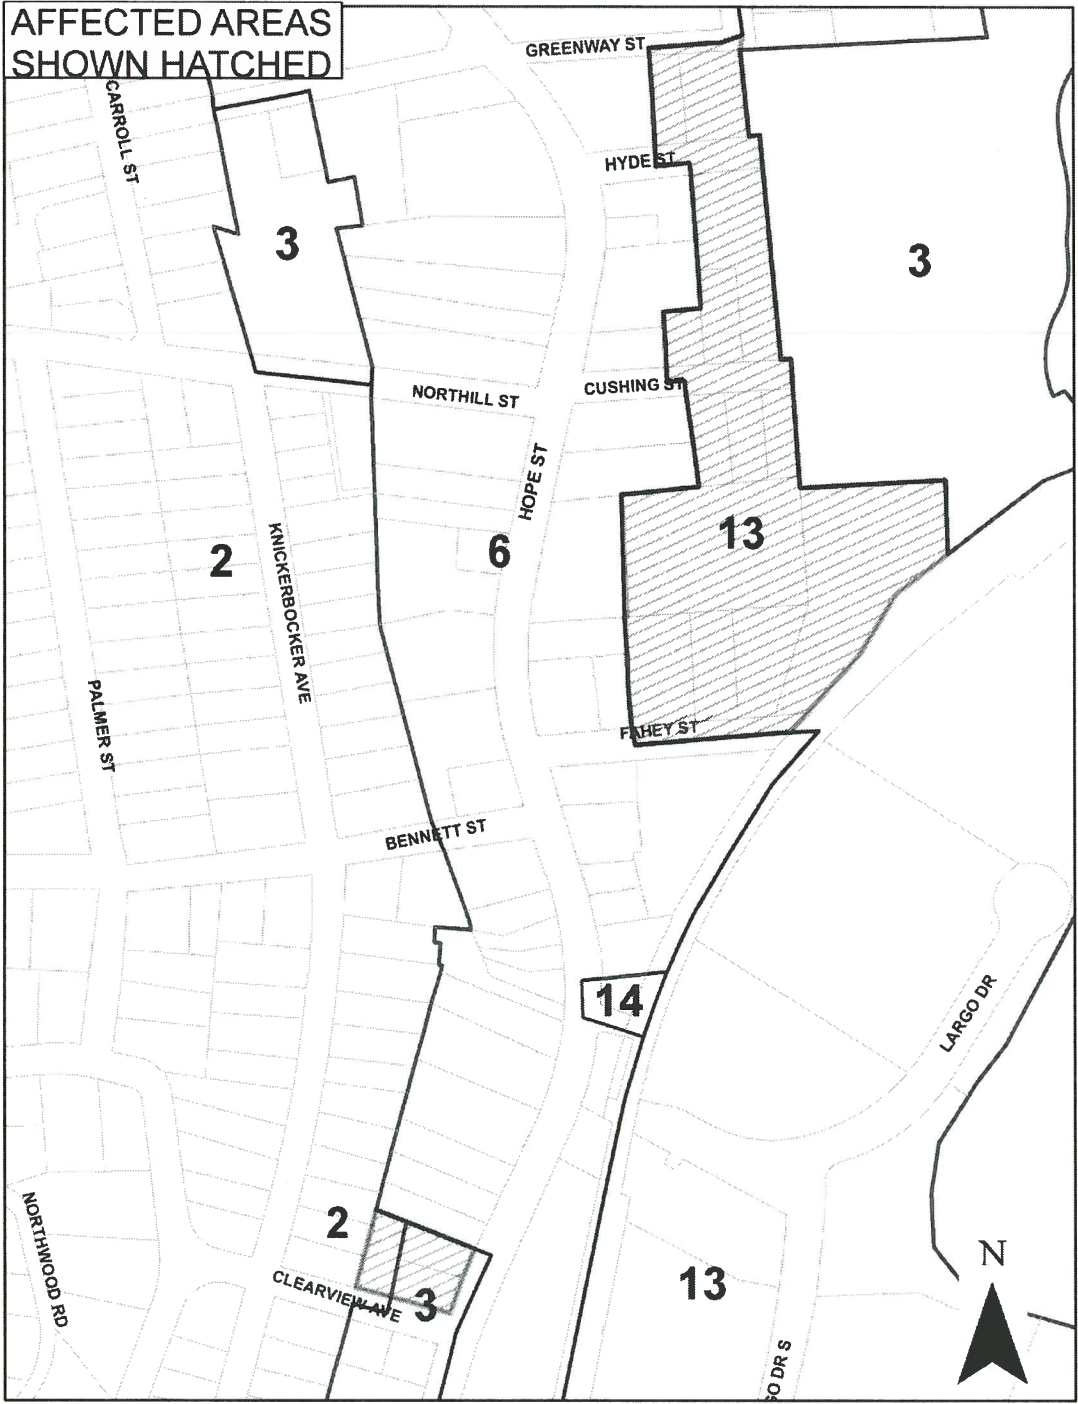 AFFECTED AREAS
SHOWN HATCHED
GREENWAY ST
CARROLL ST
HYDE ST
3
3
CUSHING ST
NORTHILL ST
HOPE ST
13
6
2
KNICKERBOCKER AVE
PALMER ST
FAHEY ST
BENNETT ST
14
LARGO DR
NORTHWOOD RD
2
N
13
CLEARVIEW AVE
3
GO DR S